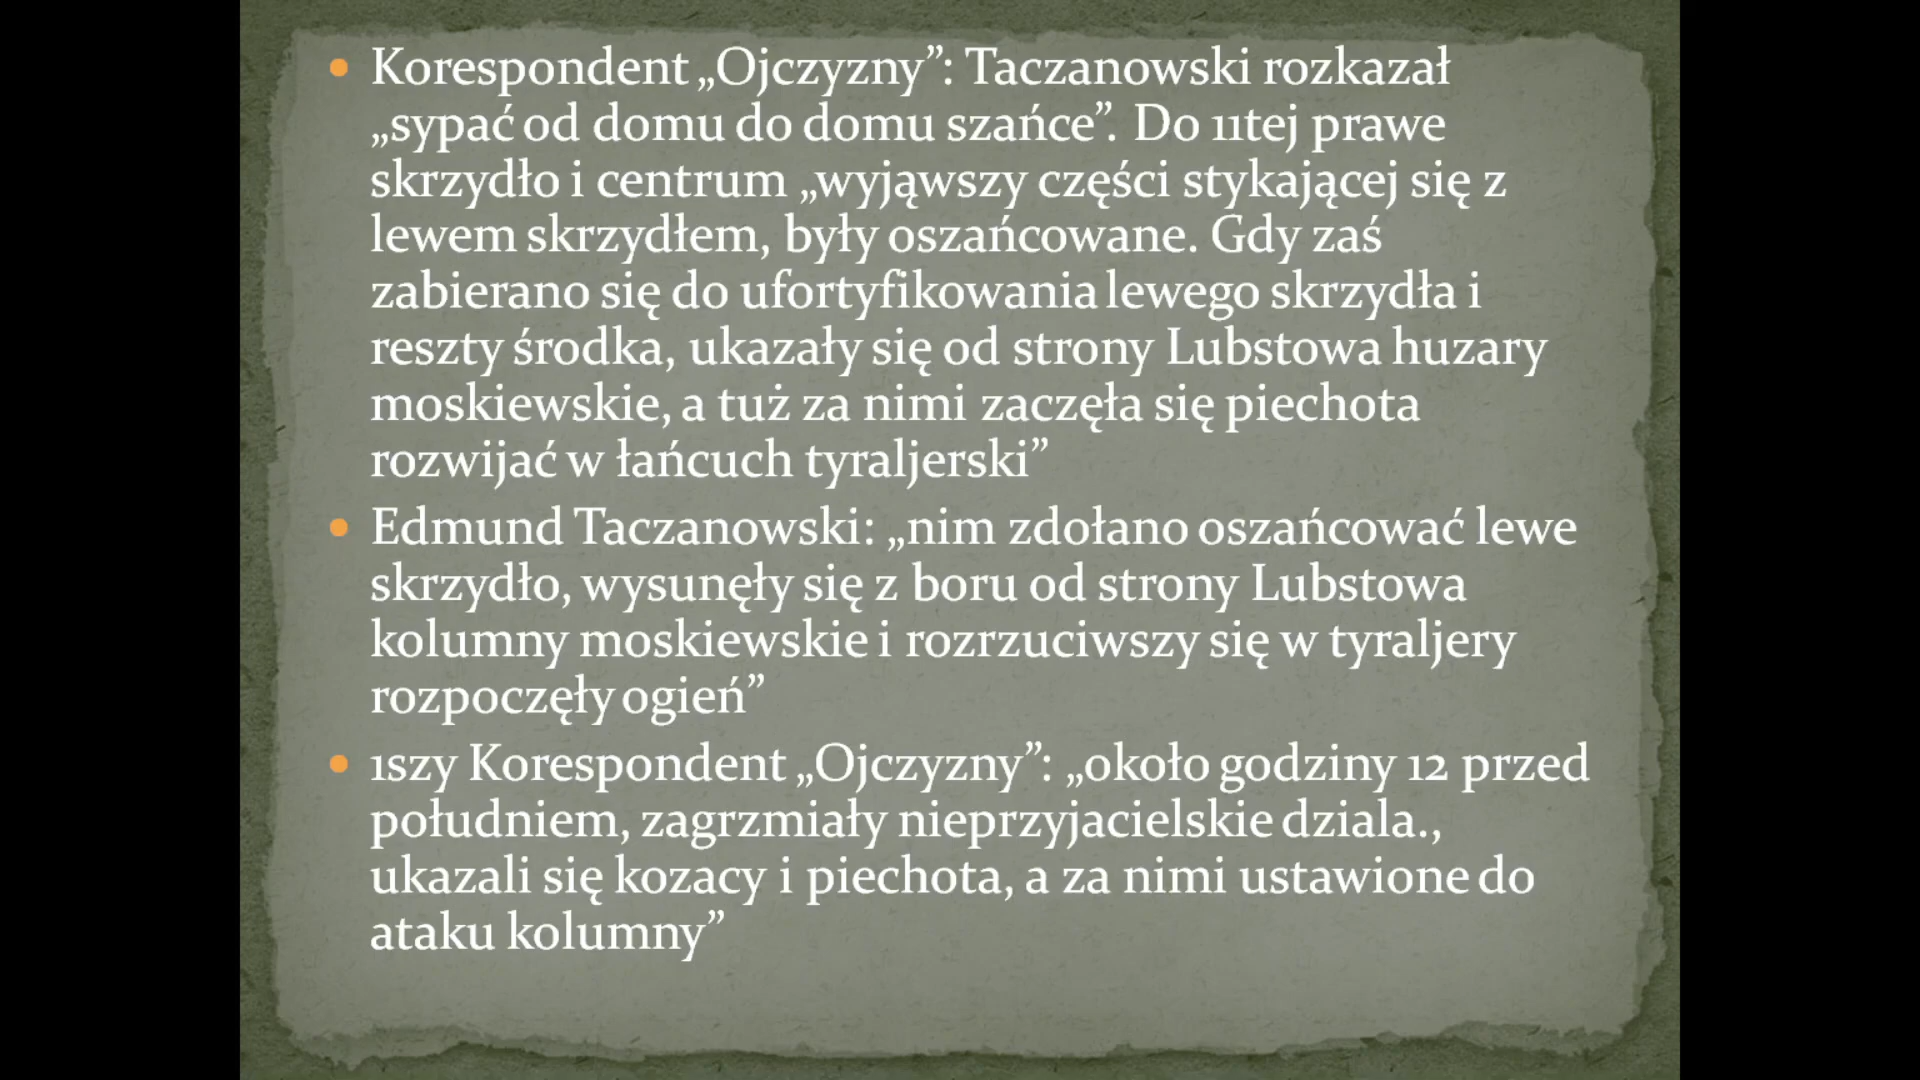 Korespondent „Ojczyzny”: Taczanowski rozkazał
„sypać od domu do domu szańce”. Do 11tej prawe
skrzydło i centrum „wyjąwszy części stykającej się z
lewem skrzydłem, były oszańcowane. Gdy zaś
zabierano się do ufortyfikowania lewego skrzydła i
reszty środka, ukazały się od strony Lubstowa huzary
moskiewskie, a tuż za nimi zaczęła się piechota
rozwijać w łańcuch tyraljerski”
Edmund Taczanowski: „nim zdołano oszańcować lewe
skrzydło, wysunęły się z boru od strony Lubstowa
kolumny moskiewskie i rozrzuciwszy się w tyraljery
rozpoczęły ogień”
1szy Korespondent „Ojczyzny”: „około godziny 12 przed
południem, zagrzmiały nieprzyjacielskie dziala.,
ukazali się kozacy i piechota, a za nimi ustawione do
ataku kolumny”